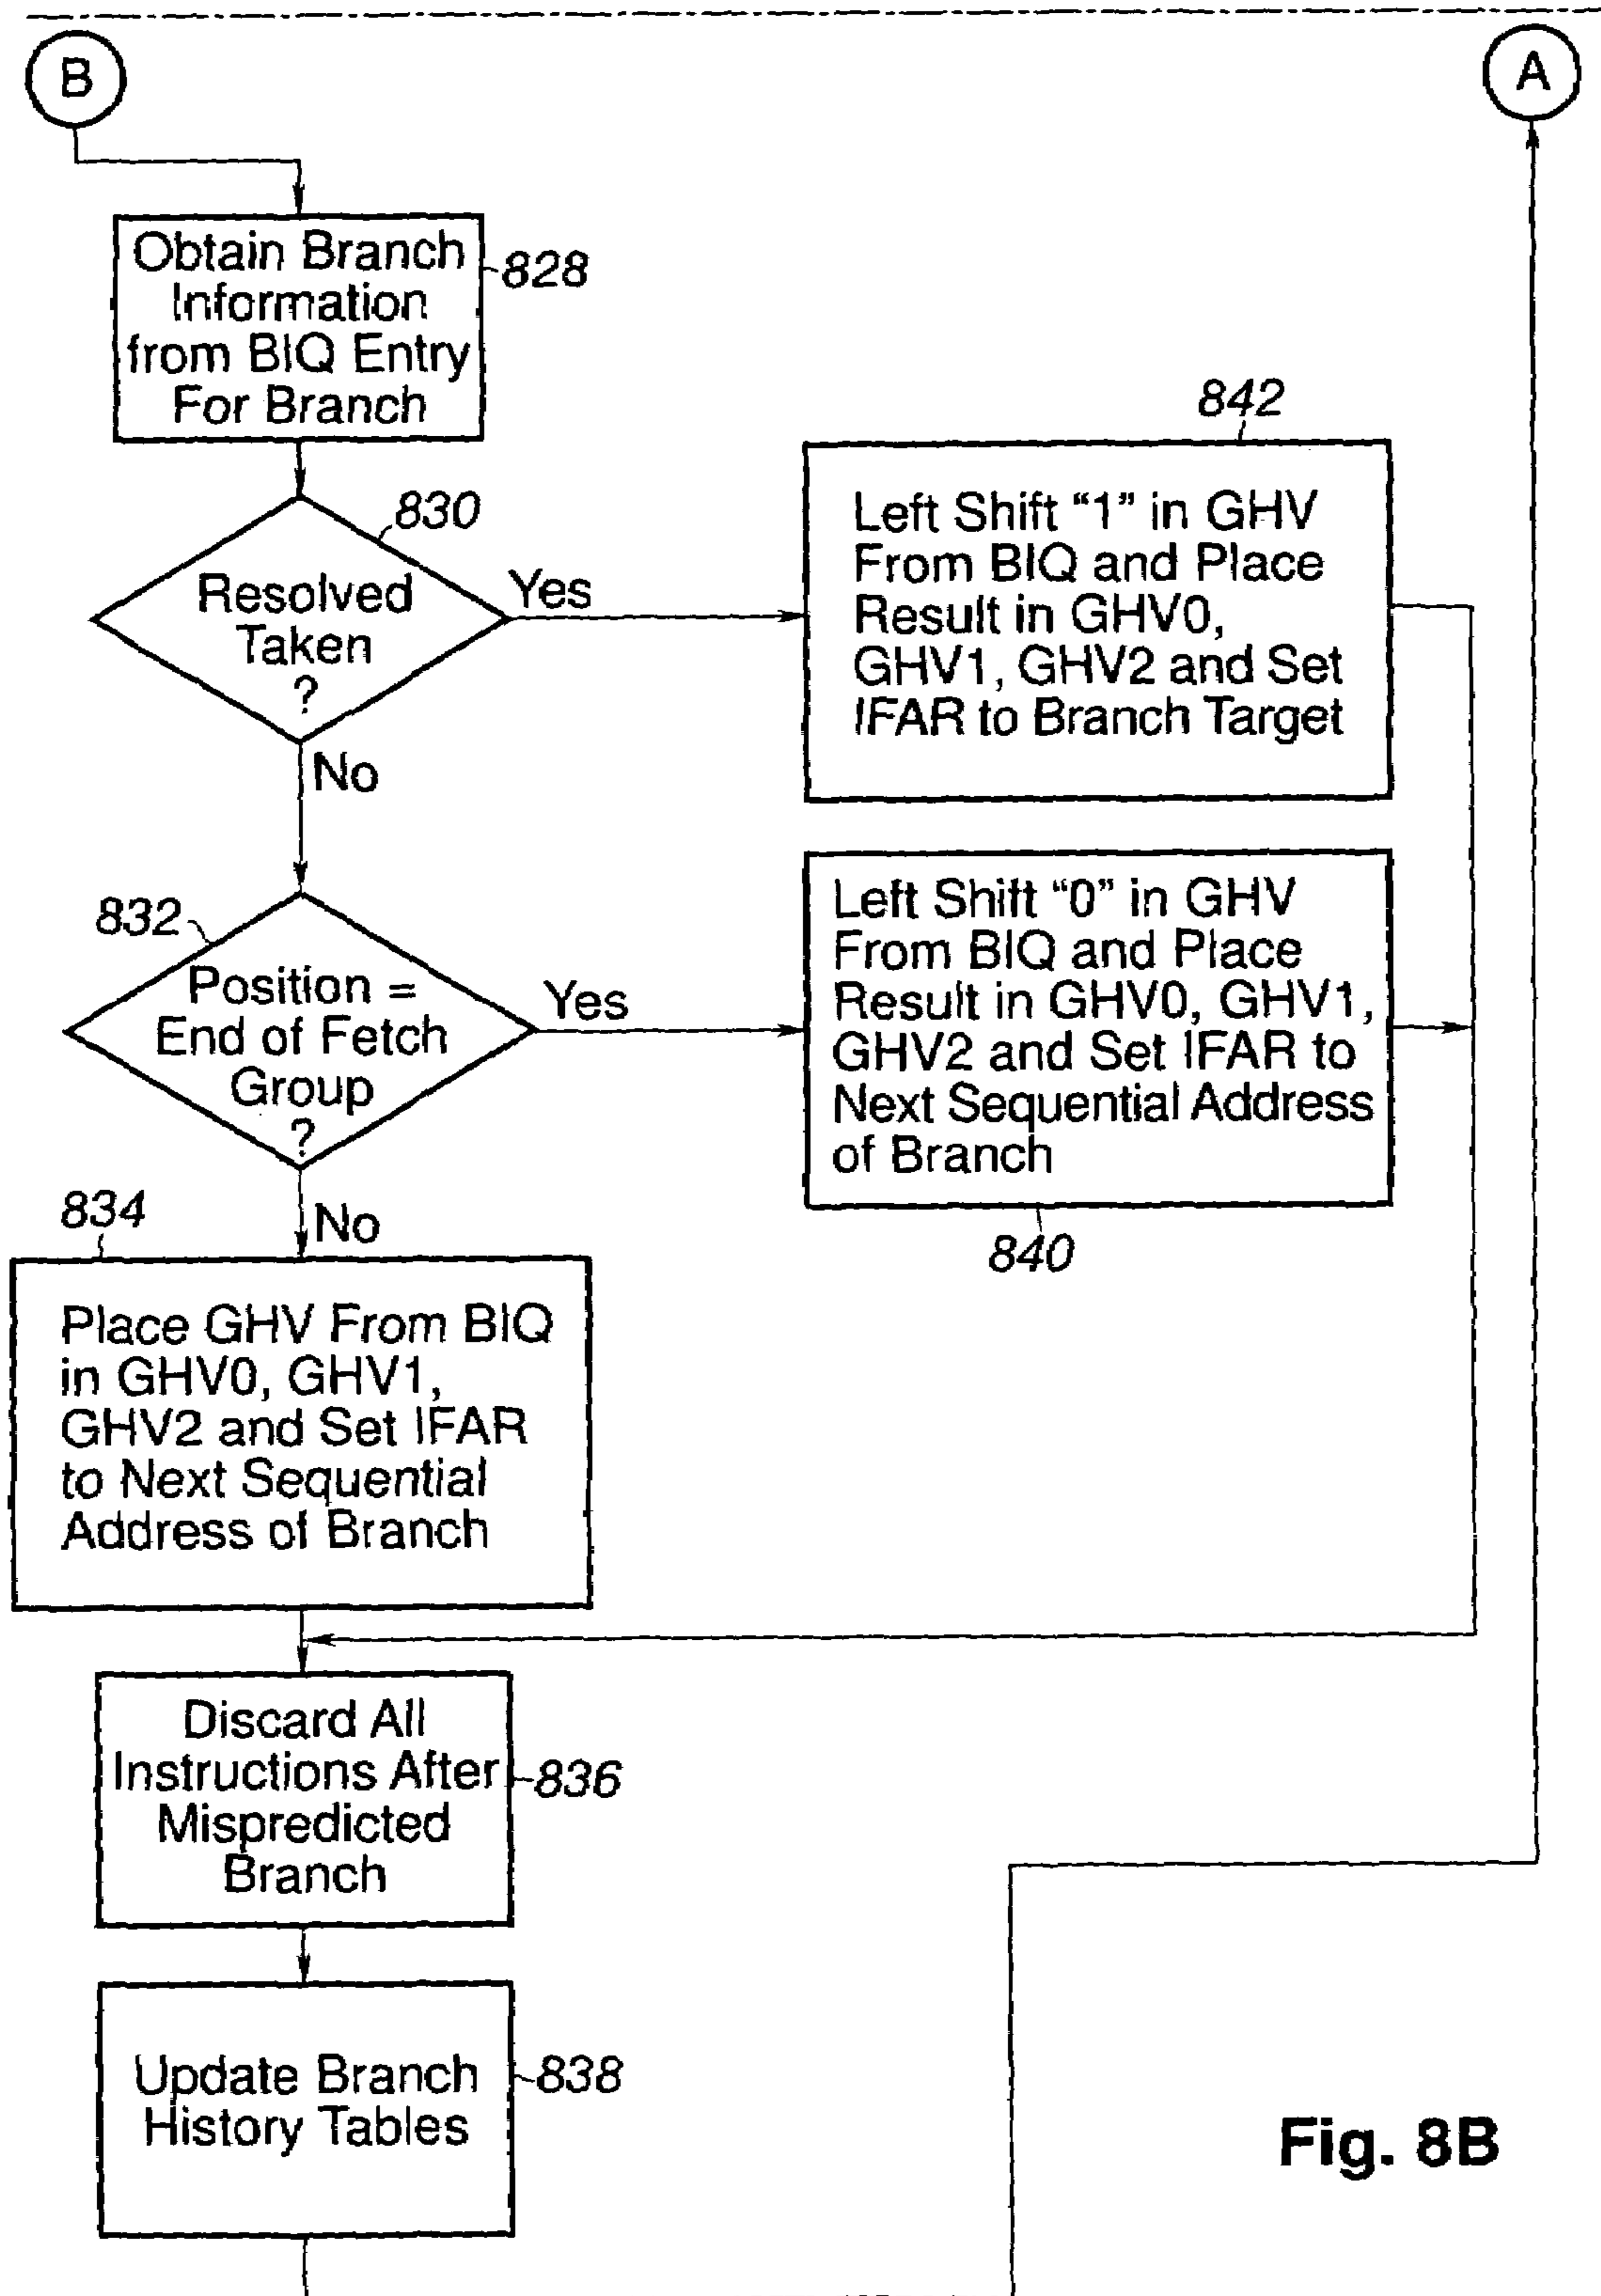 B
A
Obtain Branch
Information
from BIQ Entry
For Branch
828
830
Resolved
Taken
?
Yes
No
842
Left Shift “1” in GHV
From BIQ and Place
Result in GHV0,
GHV1, GHV2 and Set
IFAR to Branch Target
832
Position =
End of Fetch
Group
?
Yes
No
Left Shift “0” in GHV
From BIQ and Place
Result in GHV0, GHV1,
GHV2 and Set IFAR to
Next Sequential Address
of Branch
840
834
Place GHV From BIQ
in GHV0, GHV1,
GHV2 and Set IFAR
to Next Sequential
Address of Branch
Discard All
Instructions After
Mispredicted
Branch
836
Update Branch
History Tables
838
Fig. 8B